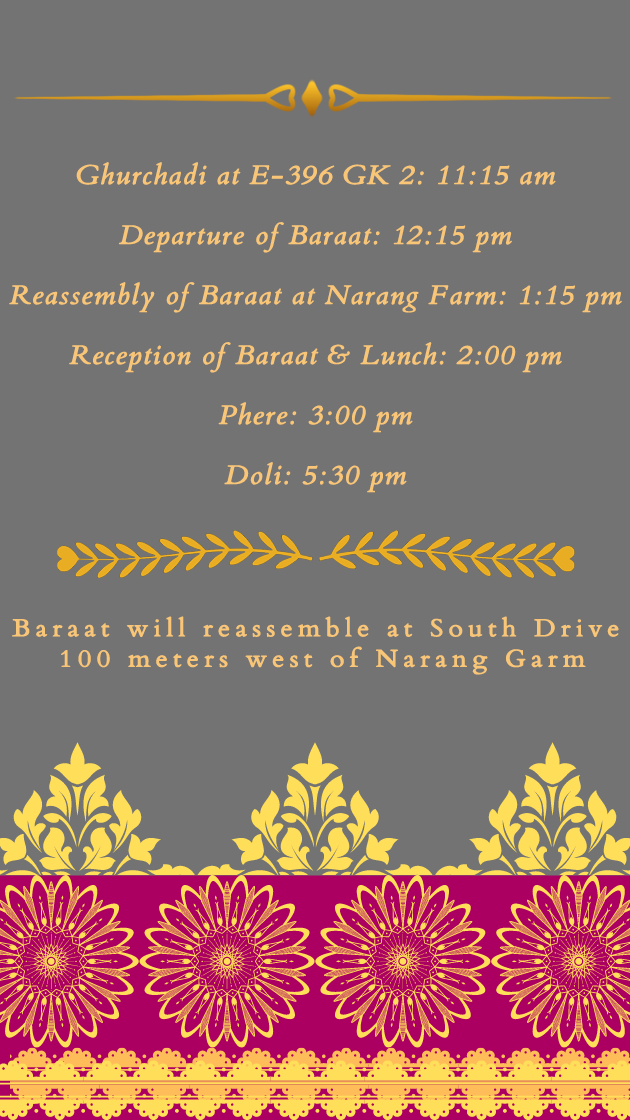 Ghurchadi at E-396 GK 2: 11:15 am
Departure of Baraat: 12:15 pm
Reassembly of Baraat at Narang Farm: 1:15 pm
Reception of Baraat & Lunch: 2:00 pm
Phere: 3:00 pm
Doli: 5:30 pm
Baraat will reassemble at South Drive
100 meters west of Narang Garm